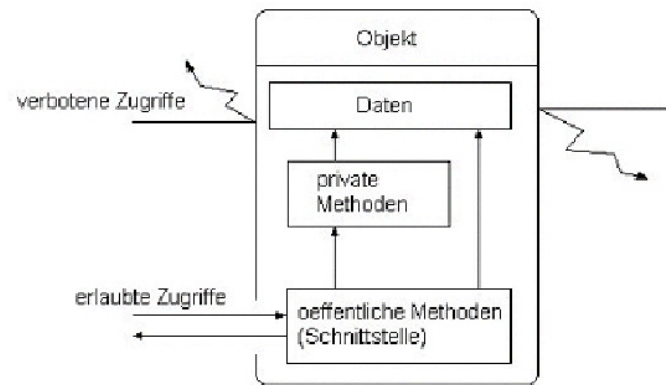 Objekt
verbotene Zugriffe
Daten
private
Methoden
erlaubte Zugriffe
oeffentliche Methoden
(Schnittstelle)